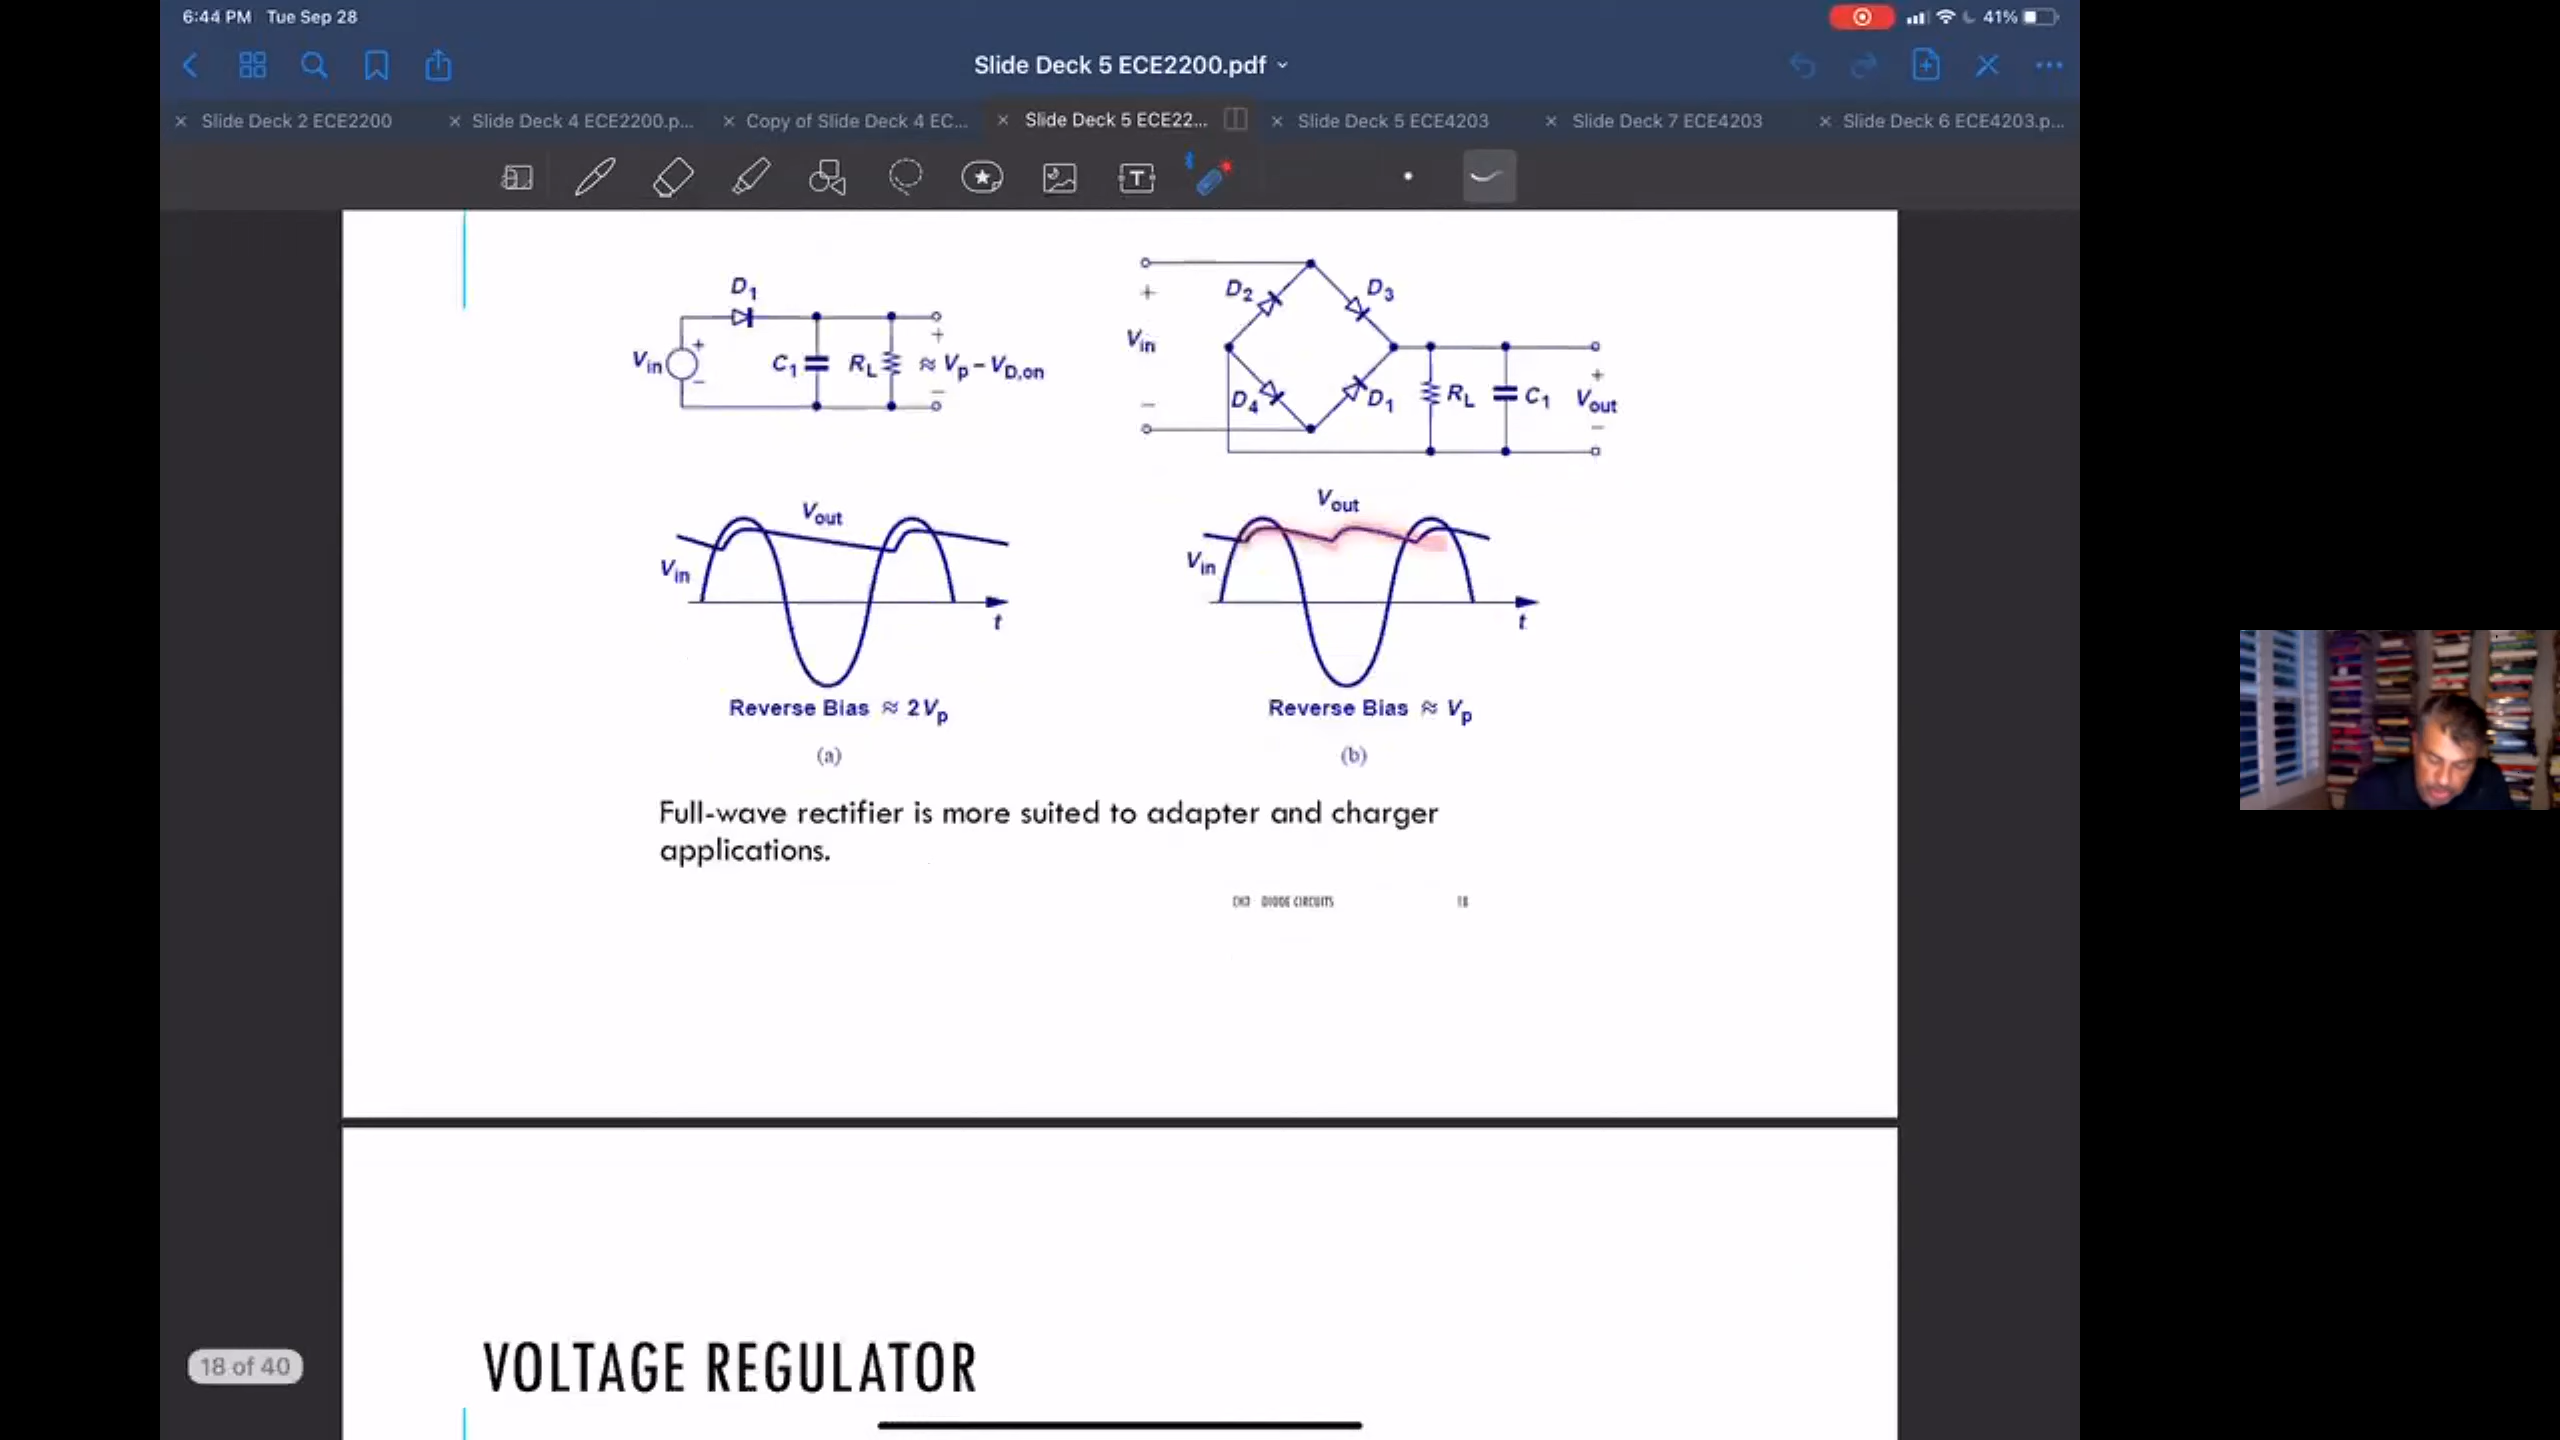 6:44 PM Tue Sep 28
41%
Slide Deck 5 ECE2200.pdf
Slide Deck 2 ECE2200
Slide Deck 4 ECE2200.p...
Copy of Slide Deck 4 EC...
Slide Deck 5 ECE22...
Slide Deck 5 ECE4203
Slide Deck 7 ECE4203
Slide Deck 6 ECE4203.p...
T
D1
Vin
+
−
C1
RL
+
≈ Vp − VD,on
−
+
Vin
−
D2
D3
D4
D1
RL
C1
+
Vout
−
Vout
Vin
t
Reverse Bias ≈ 2Vp
(a)
Vout
Vin
t
Reverse Bias ≈ Vp
(b)
Full-wave rectifier is more suited to adapter and charger
applications.
CH3 DIODE CIRCUITS
18
18 of 40
VOLTAGE REGULATOR